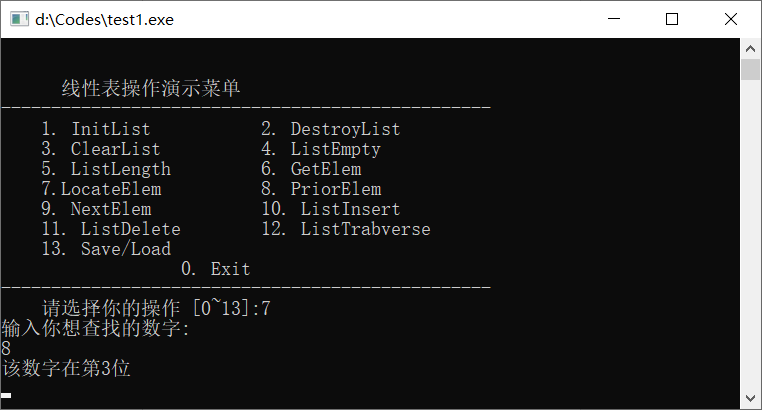 d:\Codes\test1.exe
线性表操作演示菜单
-------------------------------------------------
1. InitList 2. DestroyList
3. ClearList 4. ListEmpty
5. ListLength 6. GetElem
7.LocateElem 8. PriorElem
9. NextElem 10. ListInsert
11. ListDelete 12. ListTrabverse
13. Save/Load
0. Exit
-------------------------------------------------
请选择你的操作 [0~13]:7
输入你想查找的数字:
8
该数字在第3位